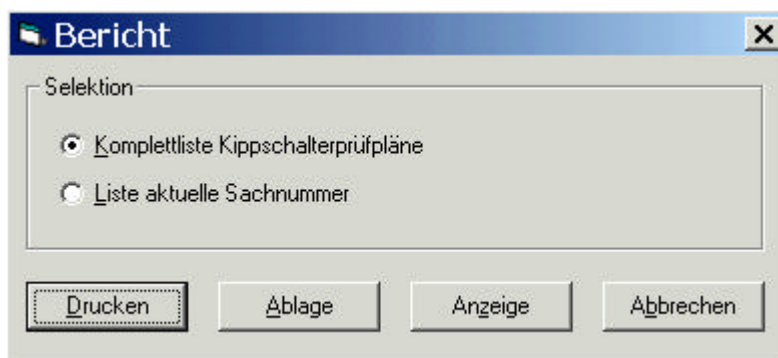 Bericht
Selektion
Komplettliste Kippschalterprüfpläne
Liste aktuelle Sachnummer
Drucken Ablage Anzeige Abbrechen